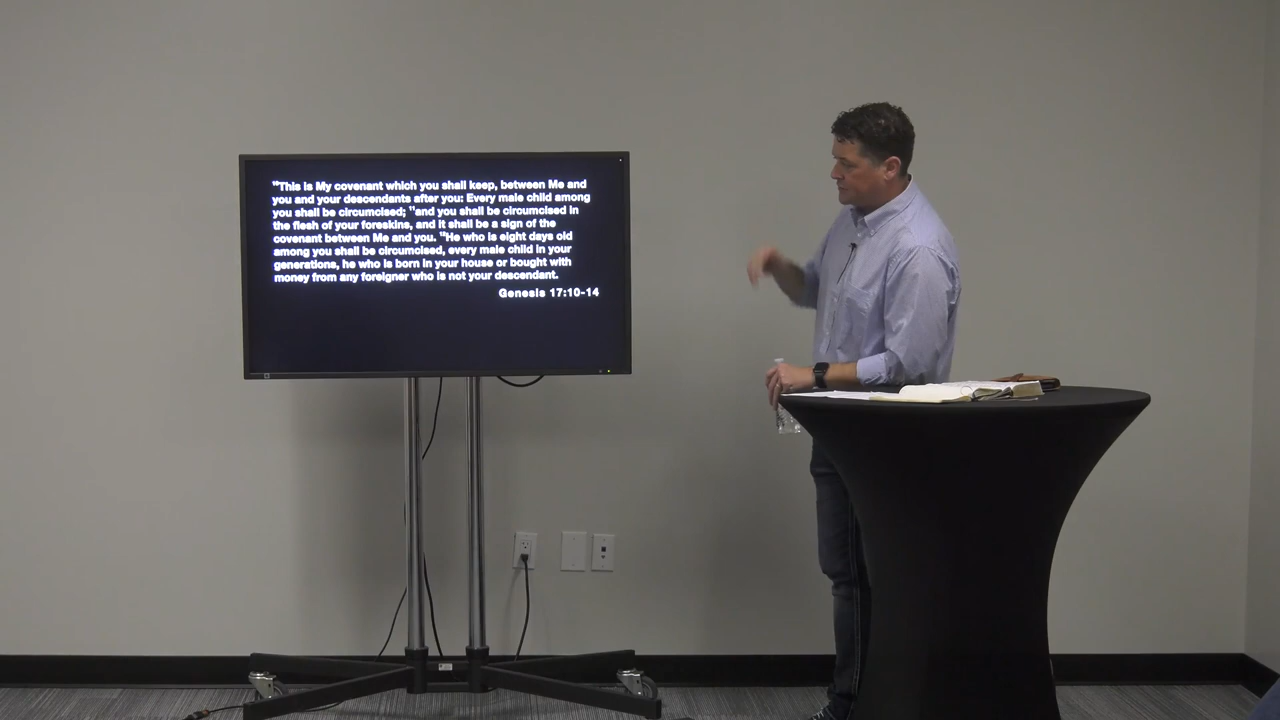 "This is My covenant which you shall keep, between Me and
you and your descendants after you: Every male child among
you shall be circumcised; ¹¹and you shall be circumcised in
the flesh of your foreskins, and it shall be a sign of the
covenant between Me and you. ¹²He who is eight days old
among you shall be circumcised, every male child in your
generations, he who is born in your house or bought with
money from any foreigner who is not your descendant.
Genesis 17:10-14